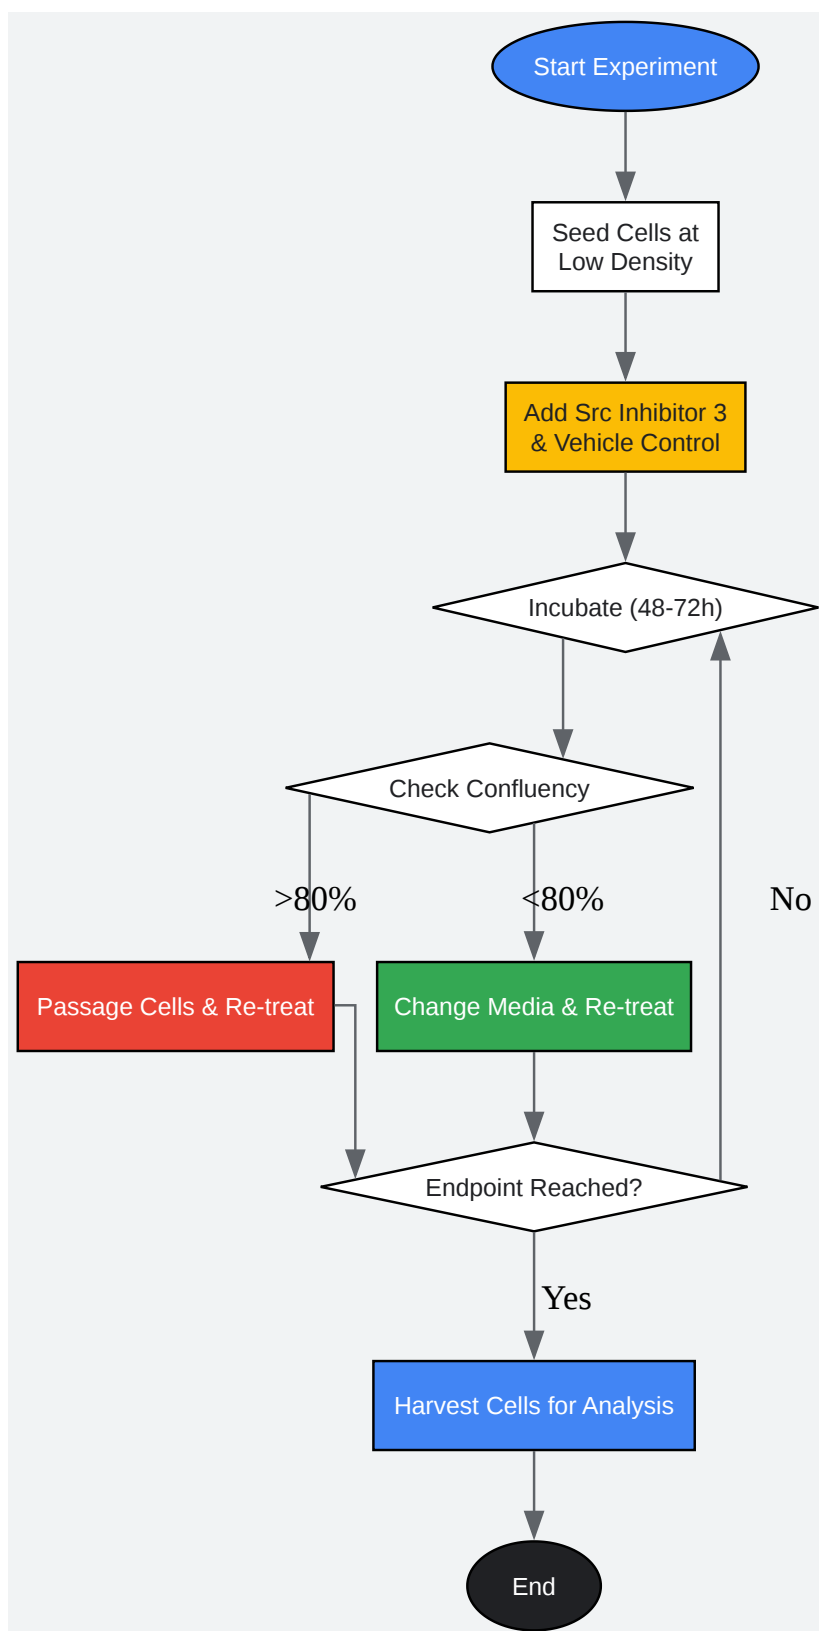 Start Experiment
Seed Cells at
Low Density
Add Src Inhibitor 3
& Vehicle Control
Incubate (48-72h)
Check Confluency
>80%
<80%
No
Passage Cells & Re-treat
Change Media & Re-treat
Endpoint Reached?
Yes
Harvest Cells for Analysis
End